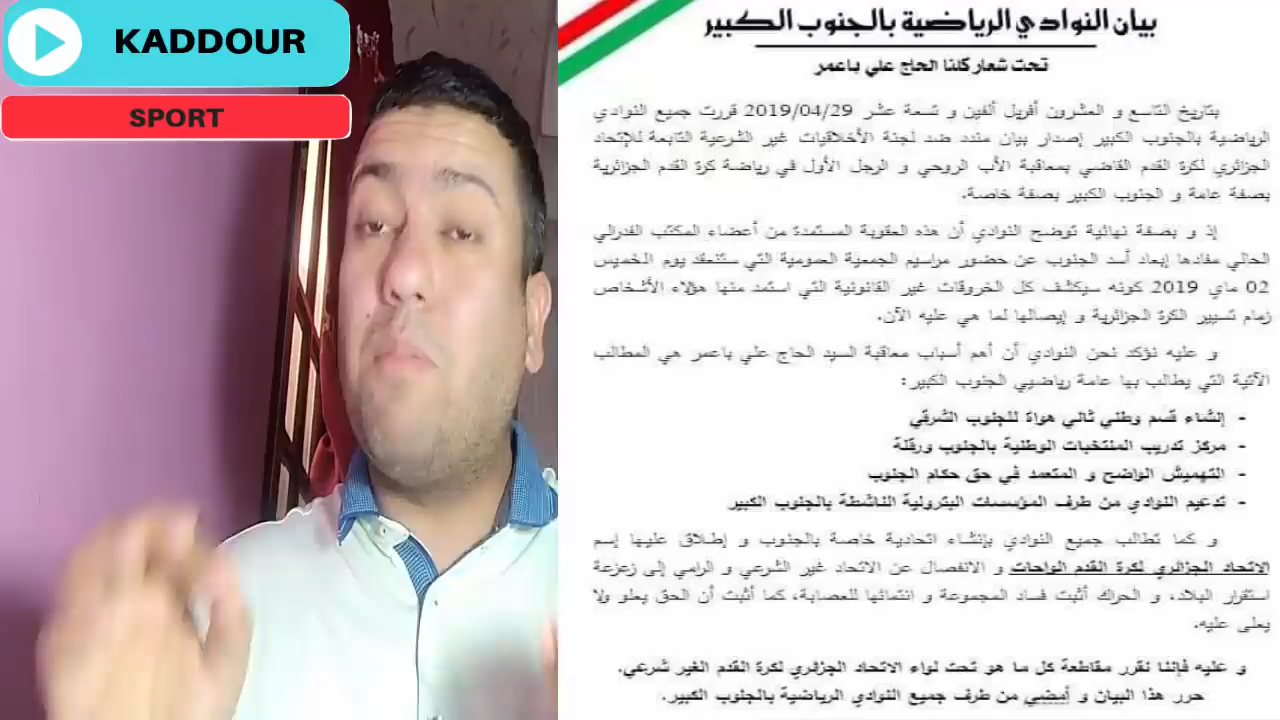 KADDOUR
SPORT
بيان النوادي الرياضية بالجنوب الكبير
تحت شعار كلنا الحاج علي باعمر
بتاريخ التاسع و العشرون أفريل ألفين و تسعة عشر 2019/04/29 قررت جميع النوادي
الرياضية بالجنوب الكبير إصدار بيان مندد ضد لجنة الأخلاقيات غير الشرعية التابعة للإتحاد
الجزائري لكرة القدم القاضي بمعاقبة الأب الروحي و الرجل الأول في رياضة كرة القدم الجزائرية
بصفة عامة و الجنوب الكبير بصفة خاصة.
إذ و بصفة نهائية توضح النوادي أن هذه العقوبة المستمدة من أعضاء المكتب الفدرالي
الحالي مفادها إبعاد أسد الجنوب عن حضور مراسيم الجمعية العمومية التي ستنعقد يوم الخميس
02 ماي 2019 كونه سيكشف كل الخروقات غير القانونية التي استمد منها هؤلاء الأشخاص
زمام تسيير الكرة الجزائرية و إيصالها لما هي عليه الآن.
و عليه نؤكد نحن النوادي أن أهم أسباب معاقبة السيد الحاج علي باعمر هي المطالب
الآتية التي يطالب بها عامة رياضيي الجنوب الكبير:
- إنشاء قسم وطني ثاني هواة للجنوب الشرقي
- مركز تدريب المنتخبات الوطنية بالجنوب ورقلة
- التهميش الواضح و المتعمد في حق حكام الجنوب
- تدعيم النوادي من طرف المؤسسات البترولية الناشطة بالجنوب الكبير
و كما تطالب جميع النوادي بإنشاء اتحادية خاصة بالجنوب و إطلاق عليها إسم
الاتحاد الجزائري لكرة القدم الواحات و الانفصال عن الاتحاد غير الشرعي و الرامي إلى زعزعة
استقرار البلاد، و الحراك أثبت فساد المجموعة و انتمائها للعصابة، كما أثبت أن الحق يعلو ولا
يعلى عليه.
و عليه فإننا نقرر مقاطعة كل ما هو تحت لواء الاتحاد الجزائري لكرة القدم الغير شرعي.
حرر هذا البيان و أمضي من طرف جميع النوادي الرياضية بالجنوب الكبير.